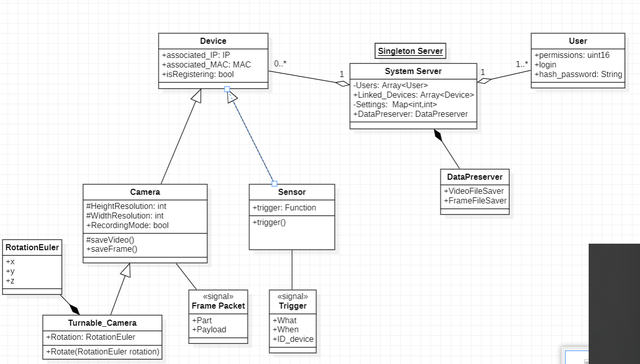 Device
+associated_IP: IP
+associated_MAC: MAC
+isRegistering: bool
0..*
1
Singleton Server
System Server
-Users: Array<User>
+Linked_Devices: Array<Device>
-Settings: Map<int,int>
+DataPreserver: DataPreserver
1
1..*
User
+permissions: uint16
+login
+hash_password: String
DataPreserver
+VideoFileSaver
+FrameFileSaver
Camera
#HeightResolution: int
#WidthResolution: int
+RecordingMode: bool
#saveVideo()
+saveFrame()
Sensor
+trigger: Function
+trigger()
RotationEuler
+x
+y
+z
«signal»
Frame Packet
+Part
+Payload
«signal»
Trigger
+What
+When
+ID_device
Turnable_Camera
+Rotation: RotationEuler
+Rotate(RotationEuler rotation)